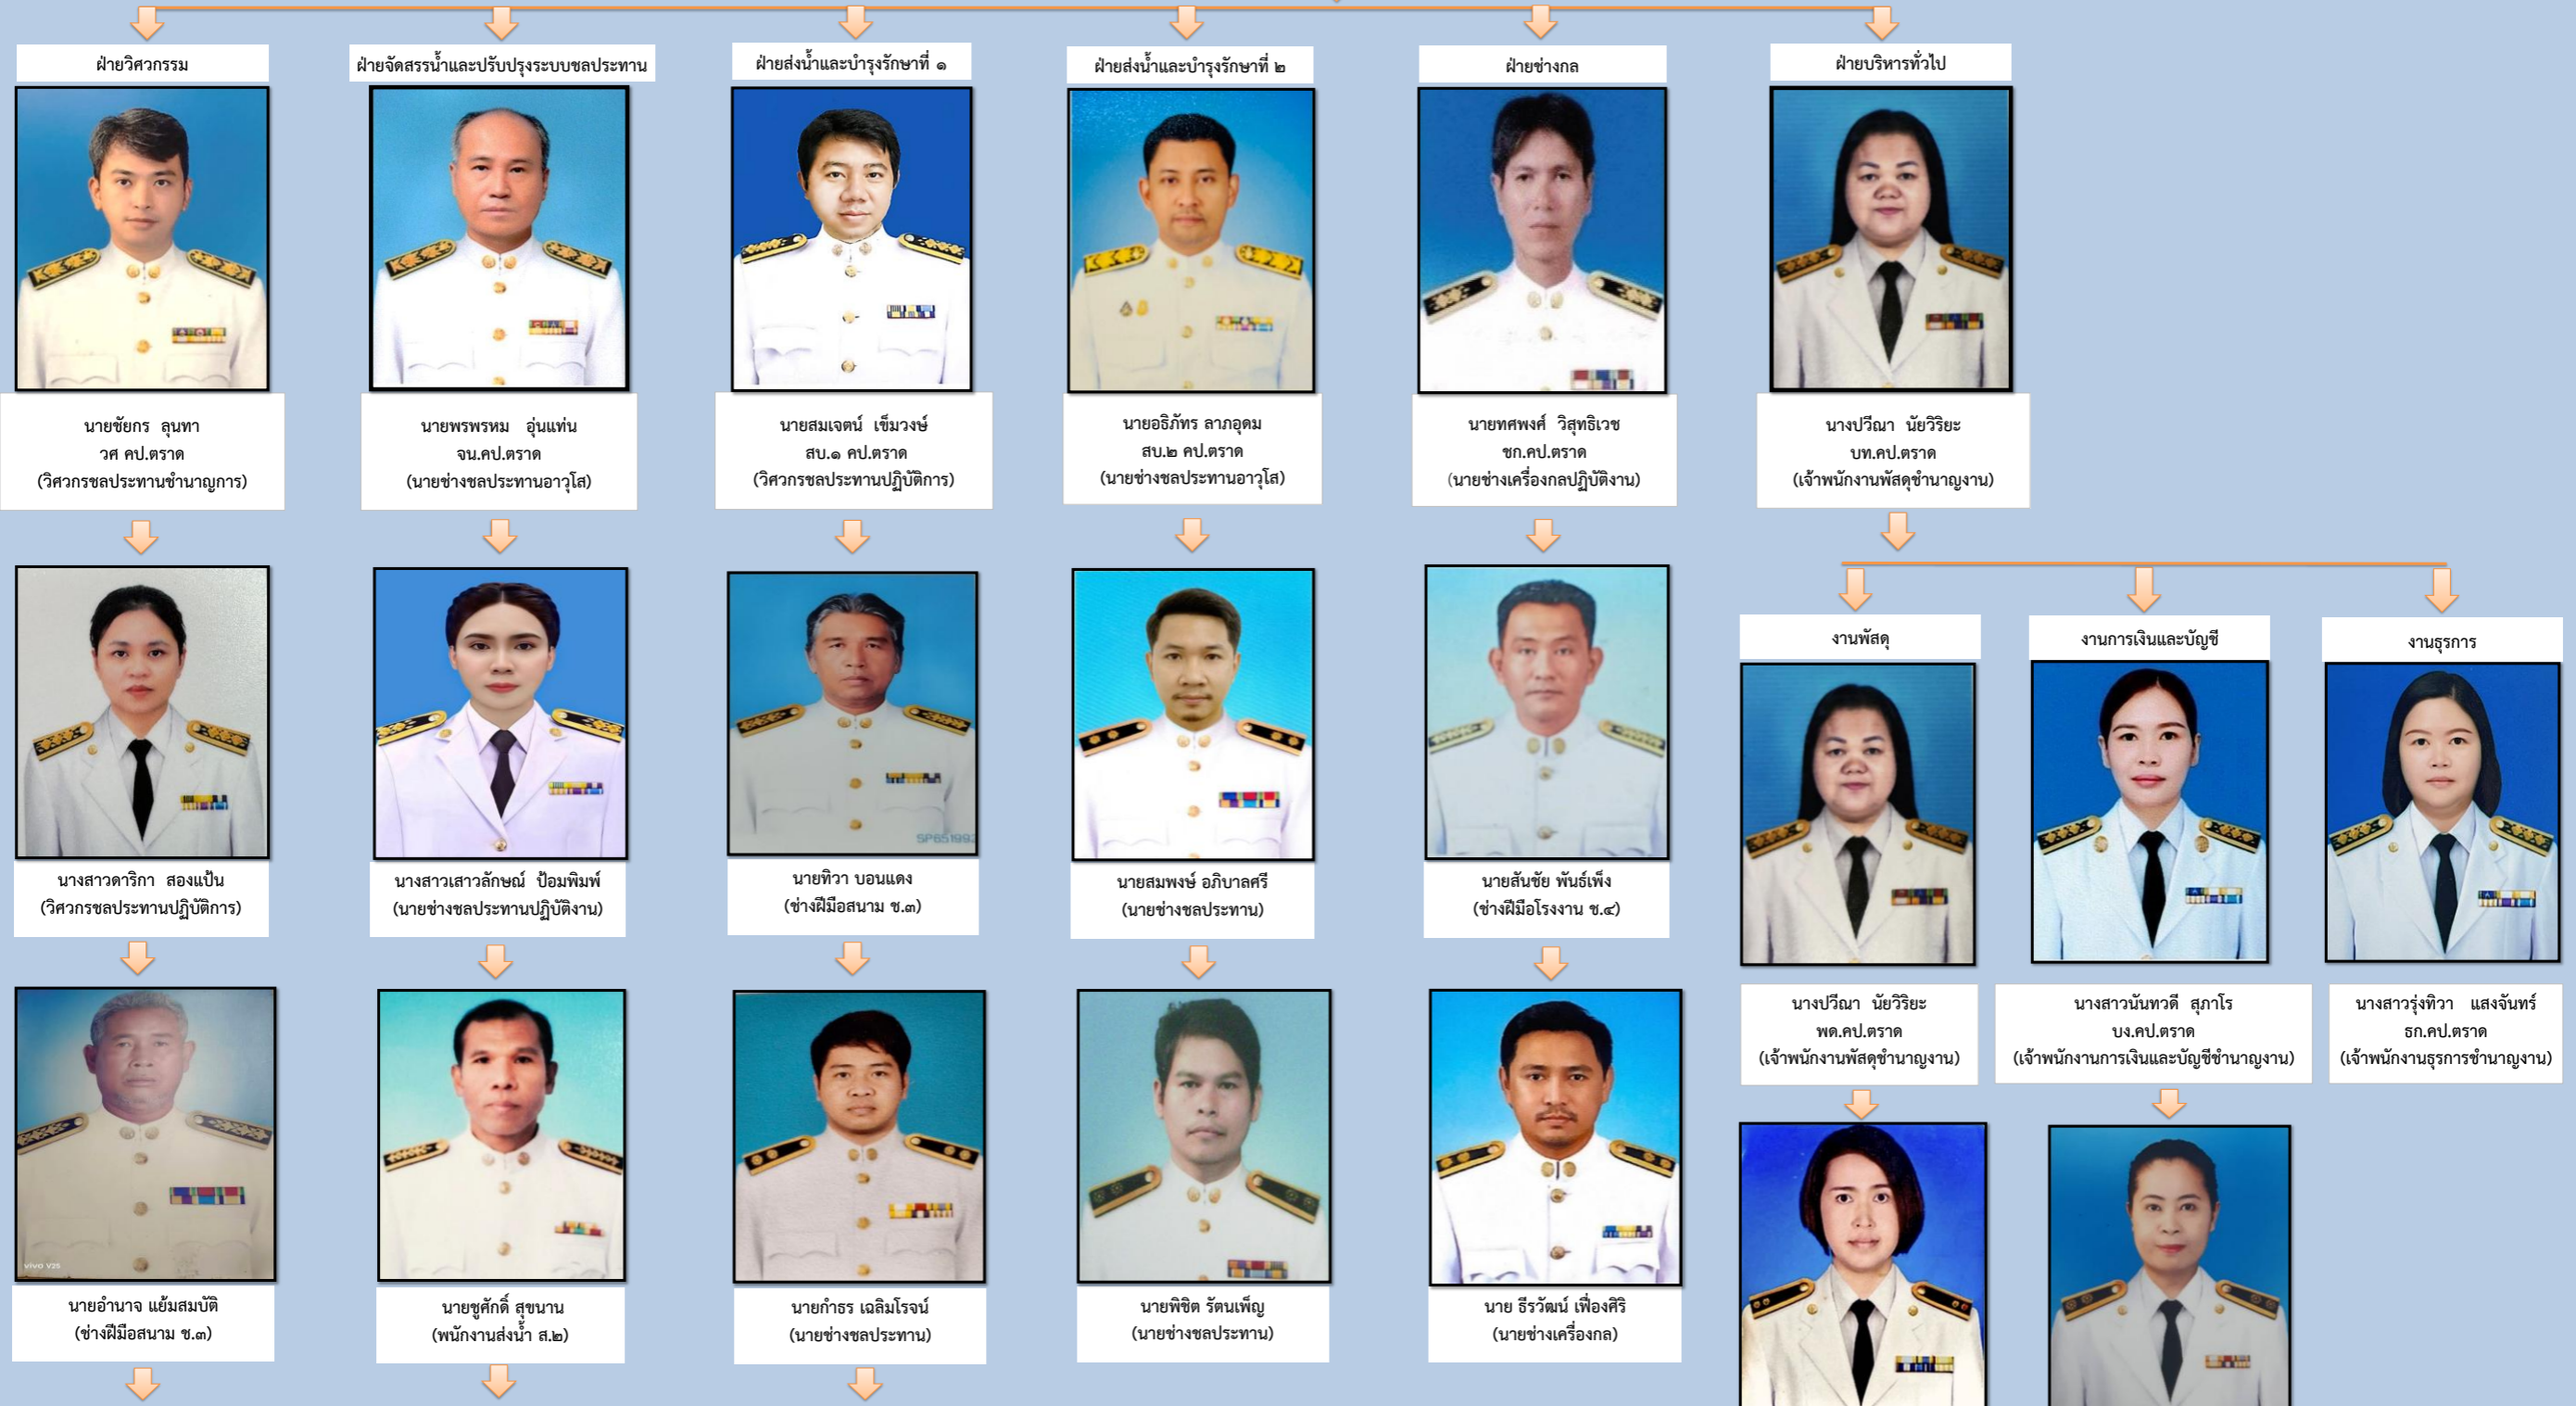 ฝ่ายวิศวกรรม
ฝ่ายจัดสรรน้ำและปรับปรุงระบบชลประทาน
ฝ่ายส่งน้ำและบำรุงรักษาที่ ๑
ฝ่ายส่งน้ำและบำรุงรักษาที่ ๒
ฝ่ายช่างกล
ฝ่ายบริหารทั่วไป
นายชัยกร ลุนทา
วศ คป.ตราด
(วิศวกรชลประทานชำนาญการ)
นายพรพรหม อุ่นแท่น
จน.คป.ตราด
(นายช่างชลประทานอาวุโส)
นายสมเจตน์ เข็มวงษ์
สบ.๑ คป.ตราด
(วิศวกรชลประทานปฏิบัติการ)
นายอธิภัทร ลาภอุดม
สบ.๒ คป.ตราด
(นายช่างชลประทานอาวุโส)
นายทศพงศ์ วิสุทธิเวช
ชก.คป.ตราด
(นายช่างเครื่องกลปฏิบัติงาน)
นางปวีณา นัยวิริยะ
บท.คป.ตราด
(เจ้าพนักงานพัสดุชำนาญงาน)
งานพัสดุ
งานการเงินและบัญชี
งานธุรการ
SP651992
นางสาวดาริกา สองแป้น
(วิศวกรชลประทานปฏิบัติการ)
นางสาวเสาวลักษณ์ ป้อมพิมพ์
(นายช่างชลประทานปฏิบัติงาน)
นายทิวา บอนแดง
(ช่างฝีมือสนาม ช.๓)
นายสมพงษ์ อภิบาลศรี
(นายช่างชลประทาน)
นายสันชัย พันธ์เพ็ง
(ช่างฝีมือโรงงาน ช.๔)
นางปวีณา นัยวิริยะ
พด.คป.ตราด
(เจ้าพนักงานพัสดุชำนาญงาน)
นางสาวนันทวดี สุภาโร
บง.คป.ตราด
(เจ้าพนักงานการเงินและบัญชีชำนาญงาน)
นางสาวรุ่งทิวา แสงจันทร์
ธก.คป.ตราด
(เจ้าพนักงานธุรการชำนาญงาน)
vivo V25
นายอำนาจ แย้มสมบัติ
(ช่างฝีมือสนาม ช.๓)
นายชูศักดิ์ สุขนาน
(พนักงานส่งน้ำ ส.๒)
นายกำธร เฉลิมโรจน์
(นายช่างชลประทาน)
นายพิชิต รัตนเพ็ญ
(นายช่างชลประทาน)
นาย ธีรวัฒน์ เฟื่องศิริ
(นายช่างเครื่องกล)